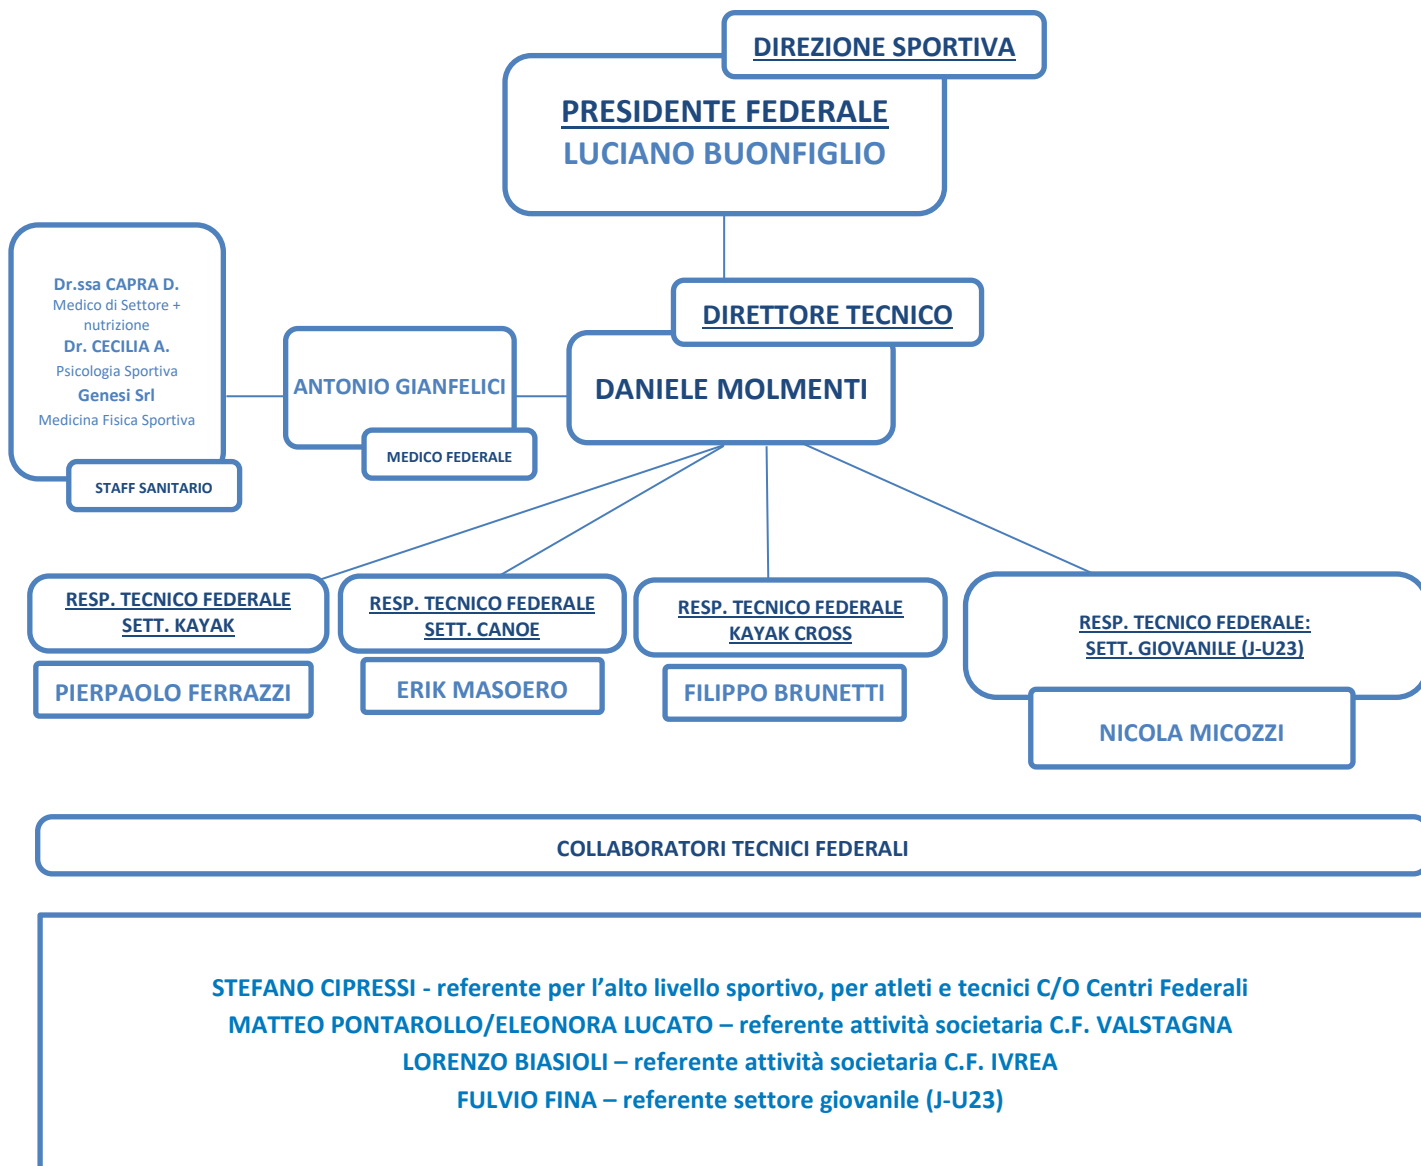 DIREZIONE SPORTIVA
PRESIDENTE FEDERALE
LUCIANO BUONFIGLIO
DIRETTORE TECNICO
DANIELE MOLMENTI
ANTONIO GIANFELICI
MEDICO FEDERALE
Dr.ssa CAPRA D.
Medico di Settore +
nutrizione
Dr. CECILIA A.
Psicologia Sportiva
Genesi Srl
Medicina Fisica Sportiva
STAFF SANITARIO
RESP. TECNICO FEDERALE
SETT. KAYAK
PIERPAOLO FERRAZZI
RESP. TECNICO FEDERALE
SETT. CANOE
ERIK MASOERO
RESP. TECNICO FEDERALE
KAYAK CROSS
FILIPPO BRUNETTI
RESP. TECNICO FEDERALE:
SETT. GIOVANILE (J-U23)
NICOLA MICOZZI
COLLABORATORI TECNICI FEDERALI
STEFANO CIPRESSI - referente per l’alto livello sportivo, per atleti e tecnici C/O Centri Federali
MATTEO PONTAROLLO/ELEONORA LUCATO – referente attività societaria C.F. VALSTAGNA
LORENZO BIASIOLI – referente attività societaria C.F. IVREA
FULVIO FINA – referente settore giovanile (J-U23)